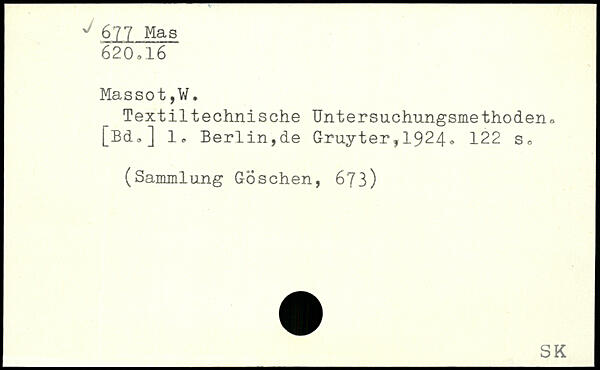 ✓ 677 Mas
620.16
Massot,W.
Textiltechnische Untersuchungsmethoden.
[Bd.] 1. Berlin,de Gruyter,1924. 122 s.
(Sammlung Göschen, 673)
SK